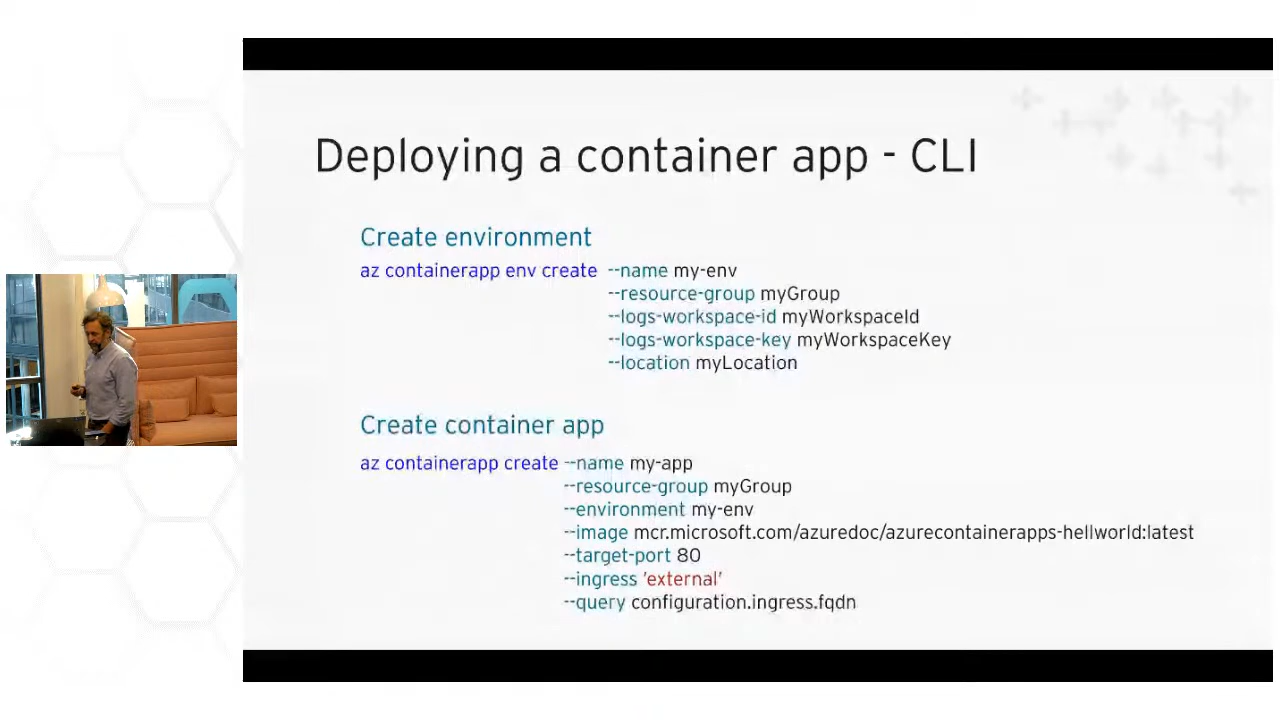 Deploying a container app - CLI
Create environment
az containerapp env create --name my-env
--resource-group myGroup
--logs-workspace-id myWorkspaceId
--logs-workspace-key myWorkspaceKey
--location myLocation
Create container app
az containerapp create --name my-app
--resource-group myGroup
--environment my-env
--image mcr.microsoft.com/azuredoc/azurecontainerapps-hellworld:latest
--target-port 80
--ingress 'external'
--query configuration.ingress.fqdn